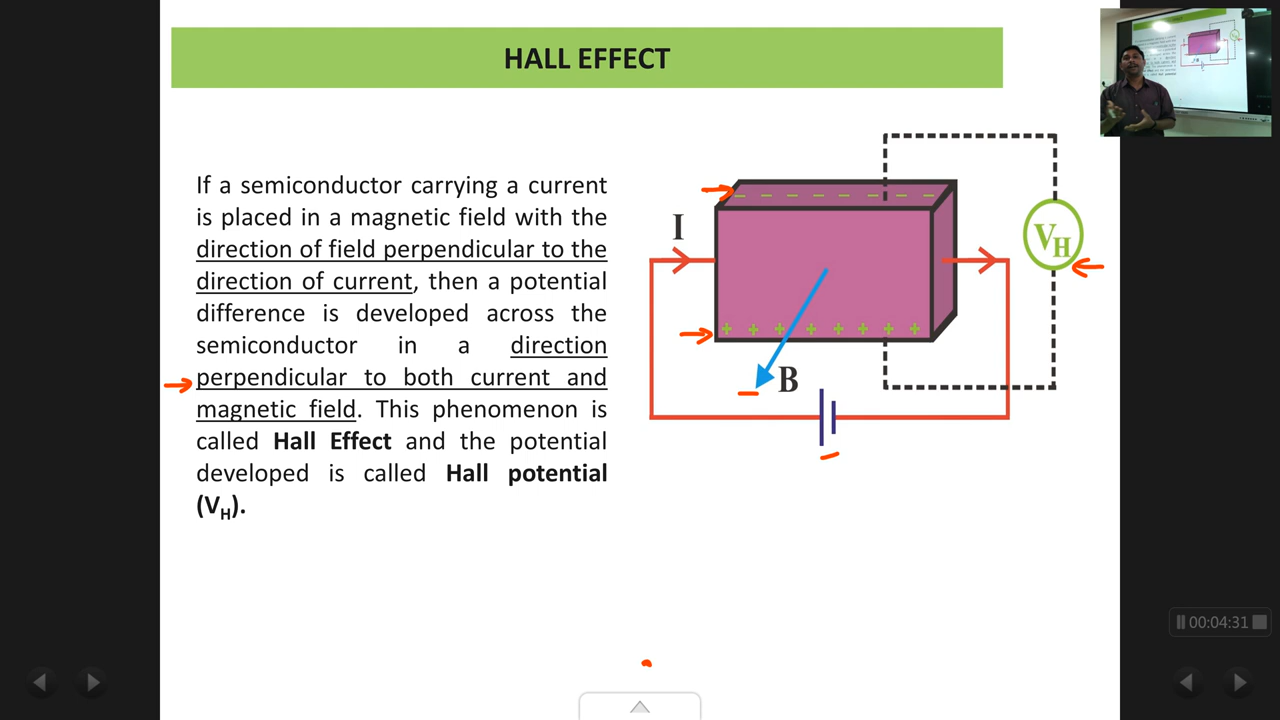 HALL EFFECT
If a semiconductor carrying a current
is placed in a magnetic field with the
direction of field perpendicular to the
direction of current, then a potential
difference is developed across the
semiconductor in a direction
perpendicular to both current and
magnetic field. This phenomenon is
called Hall Effect and the potential
developed is called Hall potential
(VH).
I
VH
B
00:04:31